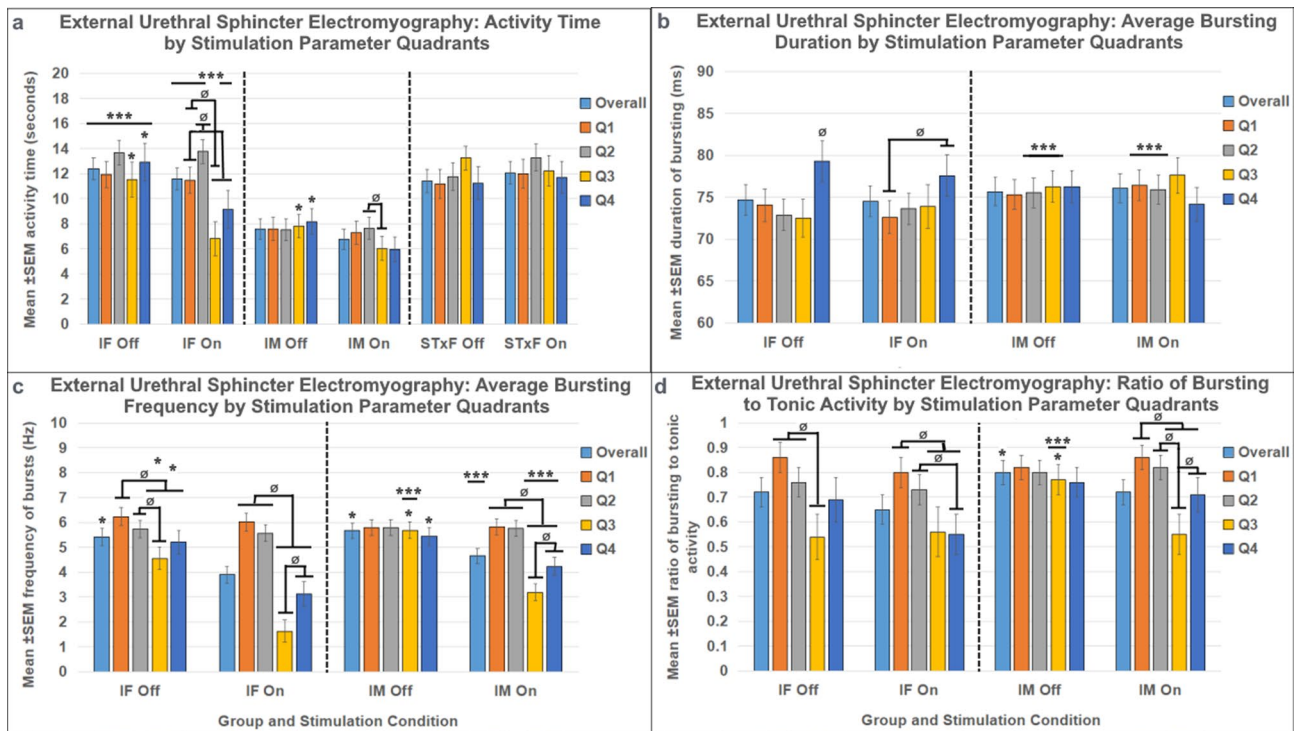 a
External Urethral Sphincter Electromyography: Activity Time
by Stimulation Parameter Quadrants
Mean ±SEM activity time (seconds)
20
18
16
14
12
10
8
6
4
2
0
***
*
*
***
ø
ø
*
*
ø
IF Off
IF On
IM Off
IM On
STxF Off
STxF On
Overall
Q1
Q2
Q3
Q4
b
External Urethral Sphincter Electromyography: Average Bursting
Duration by Stimulation Parameter Quadrants
Mean ±SEM duration of bursting (ms)
90
85
80
75
70
65
60
ø
ø
***
***
IF Off
IF On
IM Off
IM On
Overall
Q1
Q2
Q3
Q4
c
External Urethral Sphincter Electromyography: Average Bursting
Frequency by Stimulation Parameter Quadrants
Mean ±SEM frequency of bursts (Hz)
10
9
8
7
6
5
4
3
2
1
0
*
ø
*
*
ø
ø
ø
*
***
*
*
***
***
ø
ø
IF Off
IF On
IM Off
IM On
Group and Stimulation Condition
Overall
Q1
Q2
Q3
Q4
d
External Urethral Sphincter Electromyography: Ratio of Bursting
to Tonic Activity by Stimulation Parameter Quadrants
Mean ±SEM ratio of bursting to tonic
activity
1
0.9
0.8
0.7
0.6
0.5
0.4
0.3
0.2
0.1
0
ø
ø
ø
*
***
*
ø
ø
ø
IF Off
IF On
IM Off
IM On
Group and Stimulation Condition
Overall
Q1
Q2
Q3
Q4